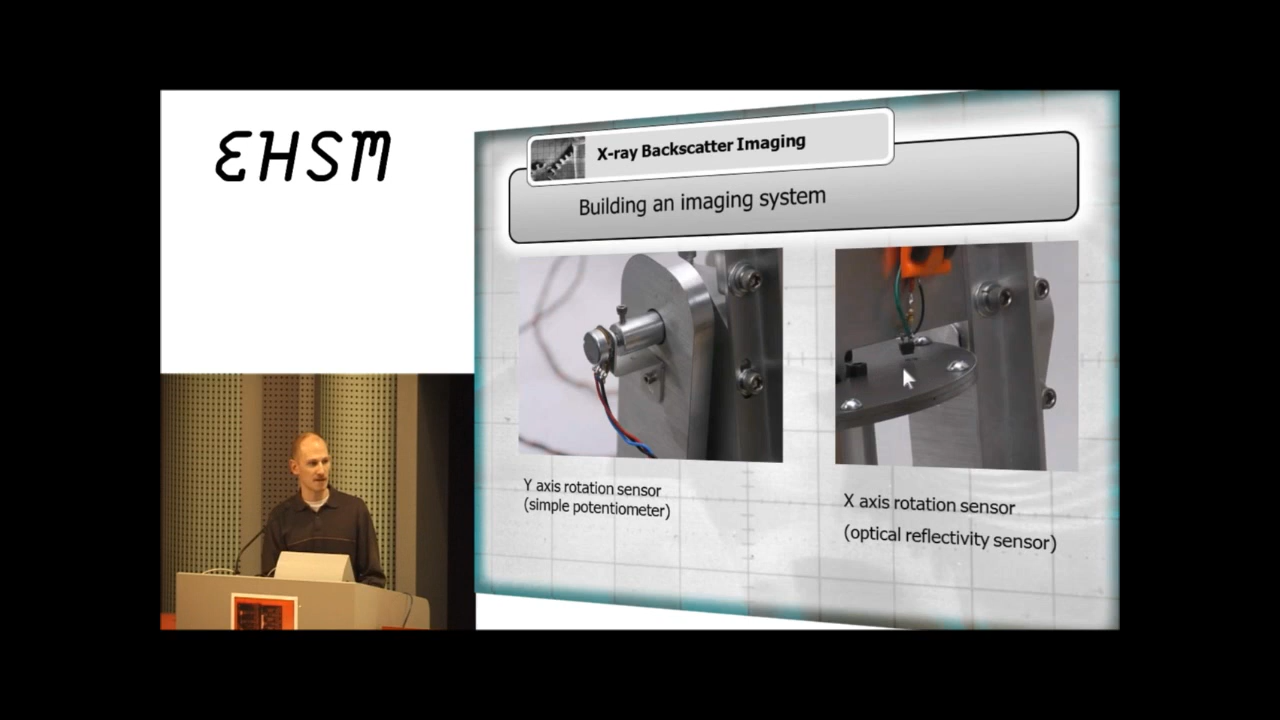 EHSM
X-ray Backscatter Imaging
Building an imaging system
Y axis rotation sensor
(simple potentiometer)
X axis rotation sensor
(optical reflectivity sensor)